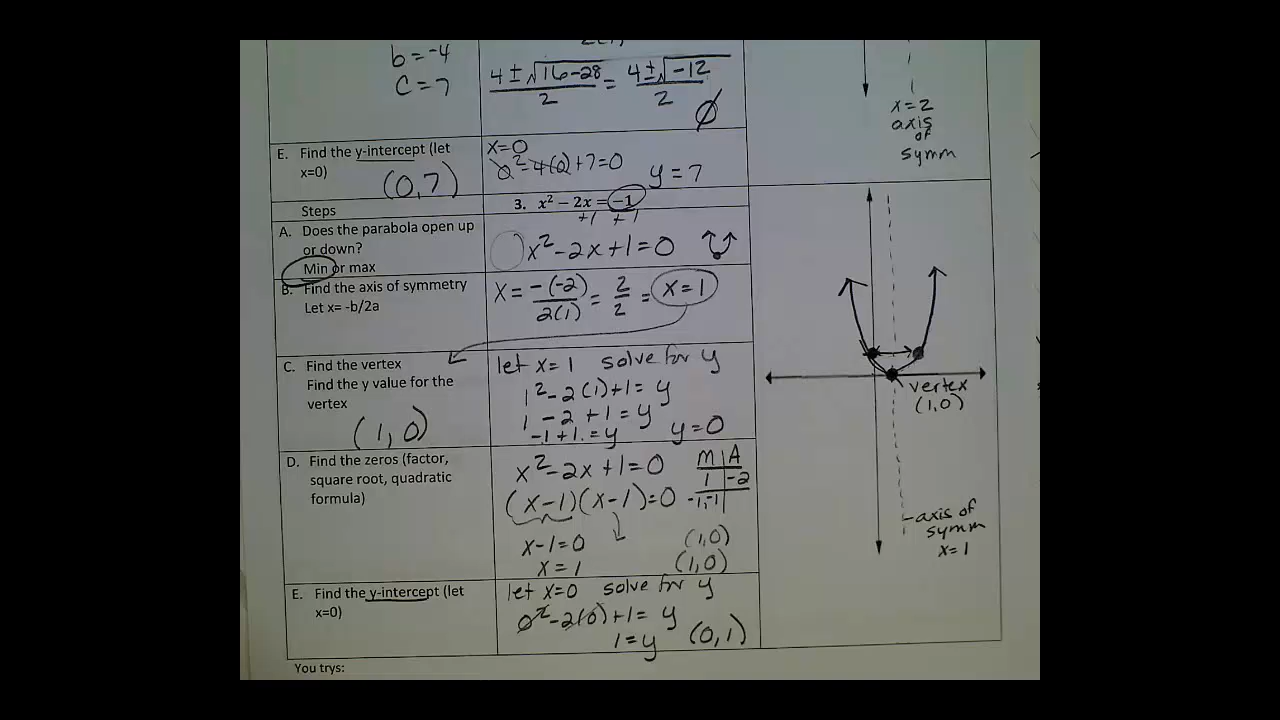 b = -4
C = 7
4 ± √16-28 / 2 = 4 ± √-12 / 2
∅
x=2
axis
of
symm
E. Find the y-intercept (let
x=0)
(0,7)
x=0
0² - 4(0) + 7 = 0
y = 7
Steps
3. x² − 2x = −1
+1 +1
A. Does the parabola open up
or down?
Min or max
x² - 2x + 1 = 0
B. Find the axis of symmetry
Let x= -b/2a
X = -(-2) / 2(1) = 2 / 2 = x = 1
C. Find the vertex
Find the y value for the
vertex
(1, 0)
let x = 1 solve for y
1² - 2(1) + 1 = y
1 - 2 + 1 = y
-1 + 1 = y
y = 0
D. Find the zeros (factor,
square root, quadratic
formula)
x² - 2x + 1 = 0
M A
1 -2
-1,-1
(x-1)(x-1) = 0
x-1=0
x = 1
(1,0)
(1,0)
E. Find the y-intercept (let
x=0)
let x=0 solve for y
0² - 2(0) + 1 = y
1 = y
(0,1)
vertex
(1,0)
axis of
symm
x=1
You trys: